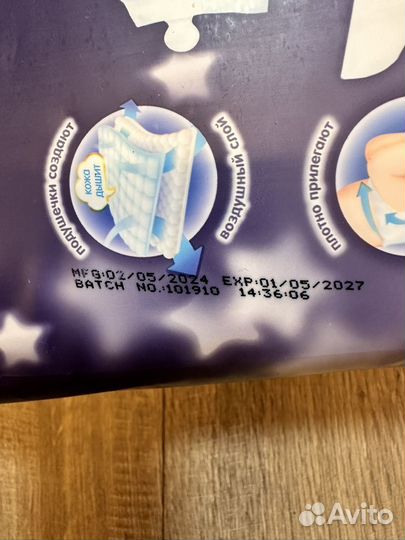 подушечки создают
воздушный слой
кожа
дышит
плотно прилегают
MFG:02/05/2024 EXP:01/05/2027
BATCH NO.:101910 14:36:06
Avito